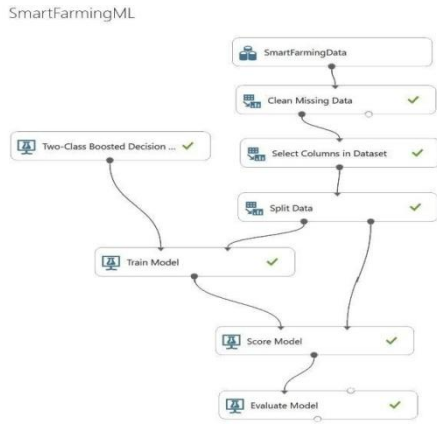 SmartFarmingML
SmartFarmingData
Clean Missing Data
Two-Class Boosted Decision ...
Select Columns in Dataset
Split Data
Train Model
Score Model
Evaluate Model